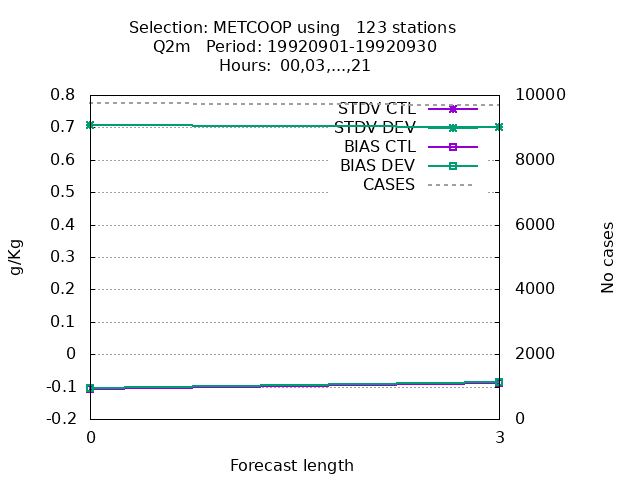 Selection: METCOOP using 123 stations
Q2m Period: 19920901-19920930
Hours: 00,03,...,21
0.8
0.7
0.6
0.5
0.4
0.3
0.2
0.1
0
-0.1
-0.2
g/Kg
STDV CTL
STDV DEV
BIAS CTL
BIAS DEV
CASES
10000
8000
6000
4000
2000
0
No cases
0
3
Forecast length